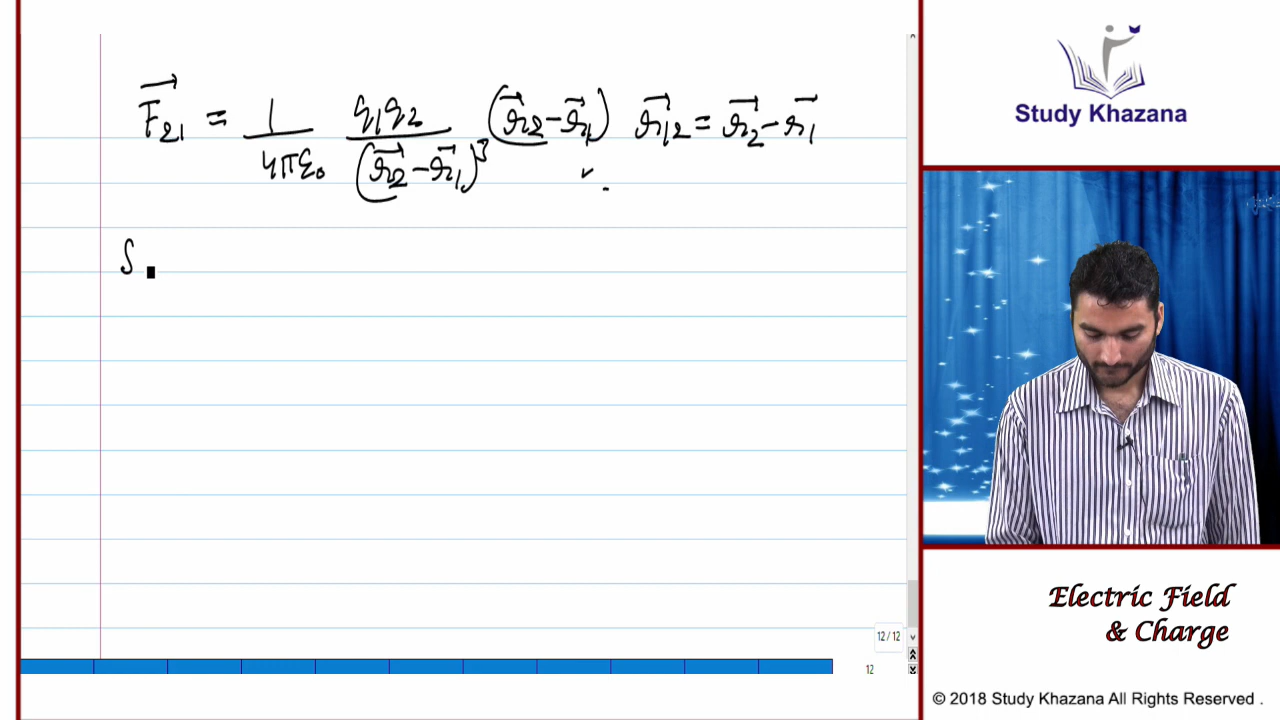 F⃗₂₁ = 1/4πε₀ q₁q₂/(r⃗₂-r⃗₁)³ (r⃗₂-r⃗₁) r⃗₁₂ = r⃗₂-r⃗₁
S
12 / 12
12
Study Khazana
Electric Field
& Charge
© 2018 Study Khazana All Rights Reserved .